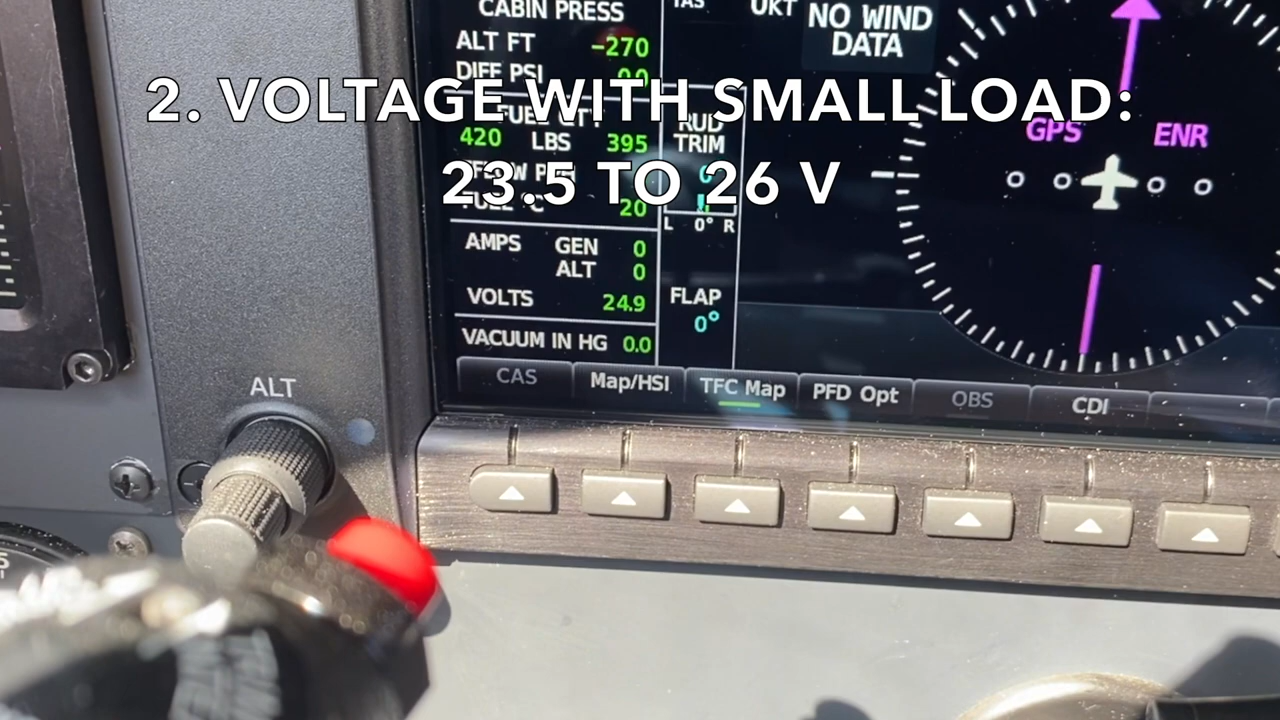 CABIN PRESS
ALT FT -270
DIFF PSI 0.0
2. VOLTAGE WITH SMALL LOAD:
23.5 TO 26 V
420 LBS 395
20
AMPS GEN 0
ALT 0
VOLTS 24.9
VACUUM IN HG 0.0
TAS 0KT
NO WIND
DATA
RUD
TRIM
L 0° R
FLAP
0°
GPS ENR
CAS Map/HSI TFC Map PFD Opt OBS CDI
ALT